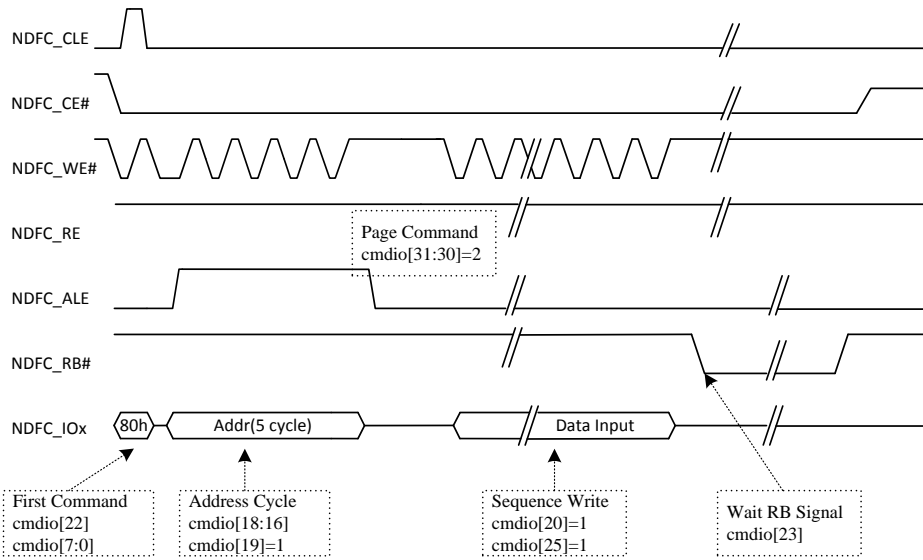 NDFC_CLE
NDFC_CE#
NDFC_WE#
NDFC_RE
Page Command
cmdio[31:30]=2
NDFC_ALE
NDFC_RB#
NDFC_IOx
80h
Addr(5 cycle)
Data Input
First Command
cmdio[22]
cmdio[7:0]
Address Cycle
cmdio[18:16]
cmdio[19]=1
Sequence Write
cmdio[20]=1
cmdio[25]=1
Wait RB Signal
cmdio[23]